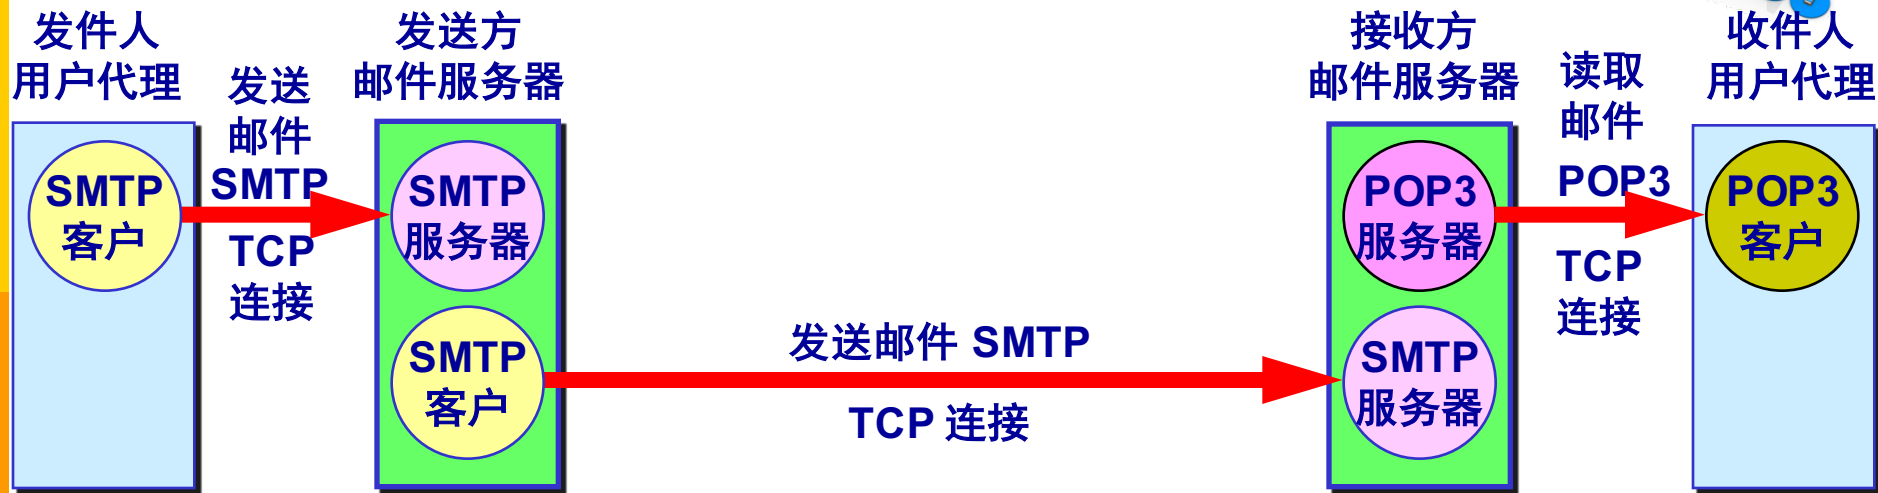 发件人
用户代理
发送
邮件
SMTP
TCP
连接
SMTP
客户
发送方
邮件服务器
SMTP
服务器
SMTP
客户
发送邮件 SMTP
TCP 连接
接收方
邮件服务器
POP3
服务器
SMTP
服务器
读取
邮件
POP3
TCP
连接
收件人
用户代理
POP3
客户